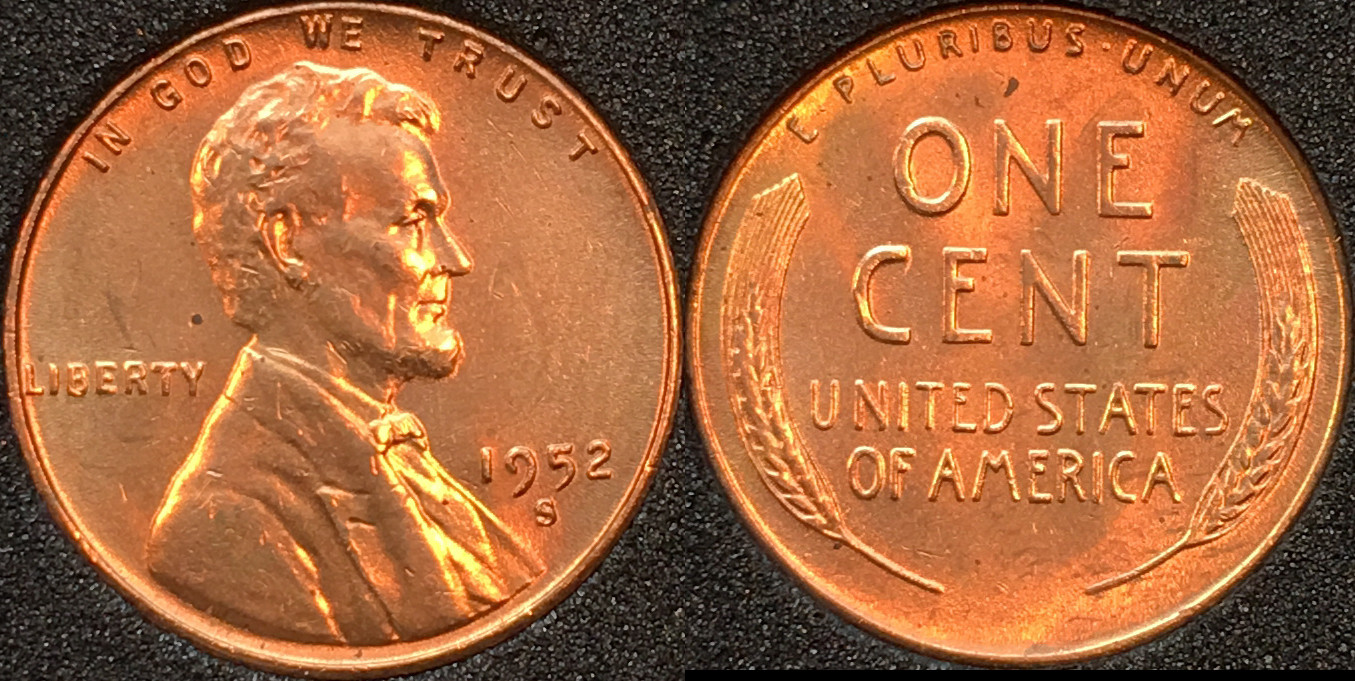 IN GOD WE TRUST
LIBERTY
1952
S
E·PLURIBUS·UNUM
ONE
CENT
UNITED STATES
OF AMERICA